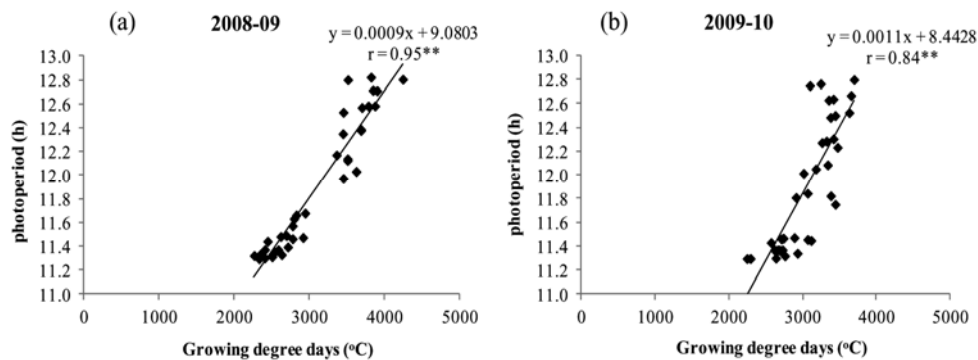 (a) 2008-09
y = 0.0009x + 9.0803
r = 0.95**
photoperiod (h)
13.0
12.8
12.6
12.4
12.2
12.0
11.8
11.6
11.4
11.2
11.0
0 1000 2000 3000 4000 5000
Growing degree days (°C)
(b) 2009-10
y = 0.0011x + 8.4428
r = 0.84**
photoperiod (h)
13.0
12.8
12.6
12.4
12.2
12.0
11.8
11.6
11.4
11.2
11.0
0 1000 2000 3000 4000 5000
Growing degree days (°C)